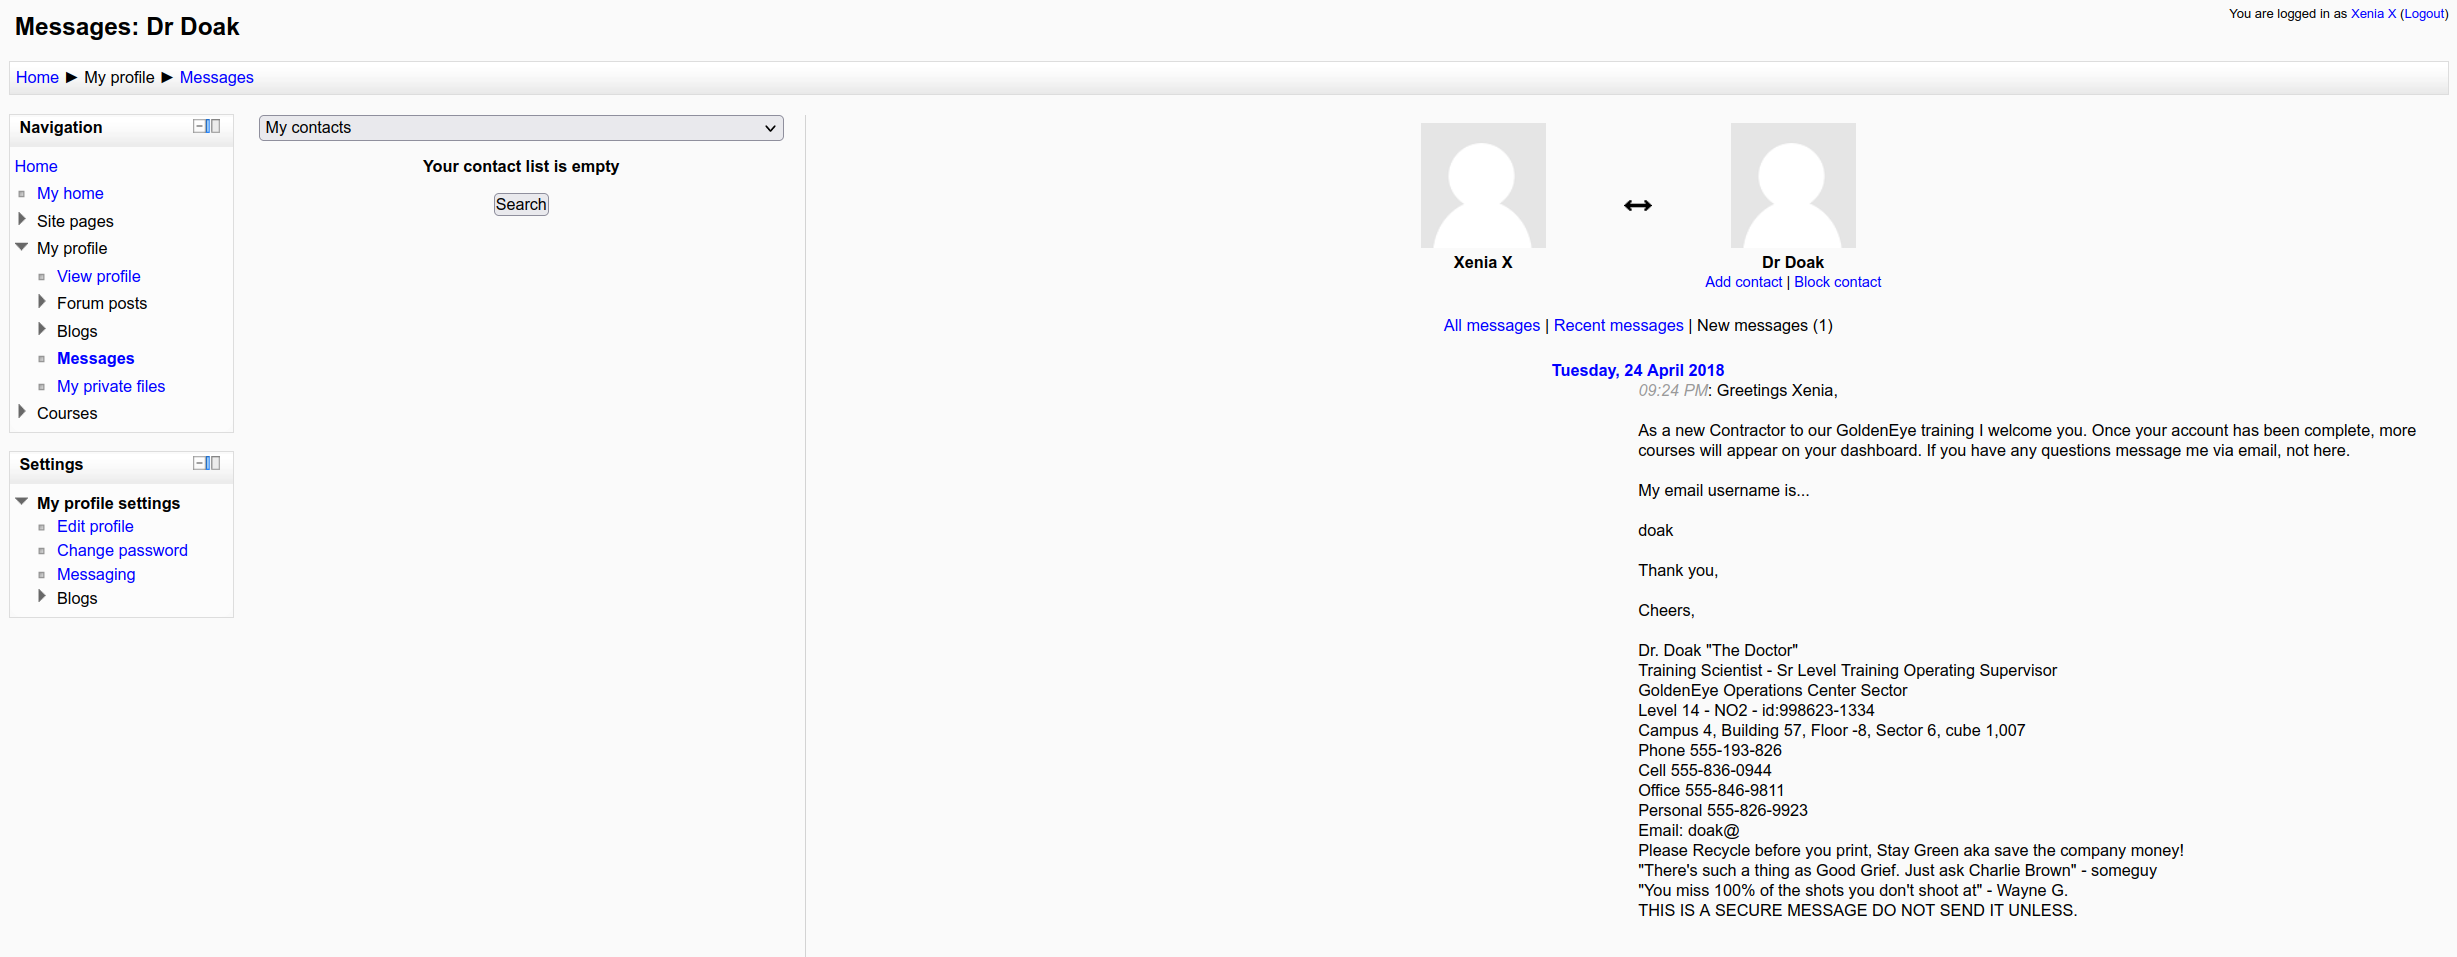 Messages: Dr Doak
You are logged in as Xenia X (Logout)
Home ► My profile ► Messages
Navigation
Home
My home
Site pages
My profile
View profile
Forum posts
Blogs
Messages
My private files
Courses
Settings
My profile settings
Edit profile
Change password
Messaging
Blogs
My contacts
Your contact list is empty
Search
Xenia X
Dr Doak
Add contact | Block contact
All messages | Recent messages | New messages (1)
Tuesday, 24 April 2018
09:24 PM: Greetings Xenia,
As a new Contractor to our GoldenEye training I welcome you. Once your account has been complete, more
courses will appear on your dashboard. If you have any questions message me via email, not here.
My email username is...
doak
Thank you,
Cheers,
Dr. Doak "The Doctor"
Training Scientist - Sr Level Training Operating Supervisor
GoldenEye Operations Center Sector
Level 14 - NO2 - id:998623-1334
Campus 4, Building 57, Floor -8, Sector 6, cube 1,007
Phone 555-193-826
Cell 555-836-0944
Office 555-846-9811
Personal 555-826-9923
Email: doak@
Please Recycle before you print, Stay Green aka save the company money!
"There's such a thing as Good Grief. Just ask Charlie Brown" - someguy
"You miss 100% of the shots you don't shoot at" - Wayne G.
THIS IS A SECURE MESSAGE DO NOT SEND IT UNLESS.